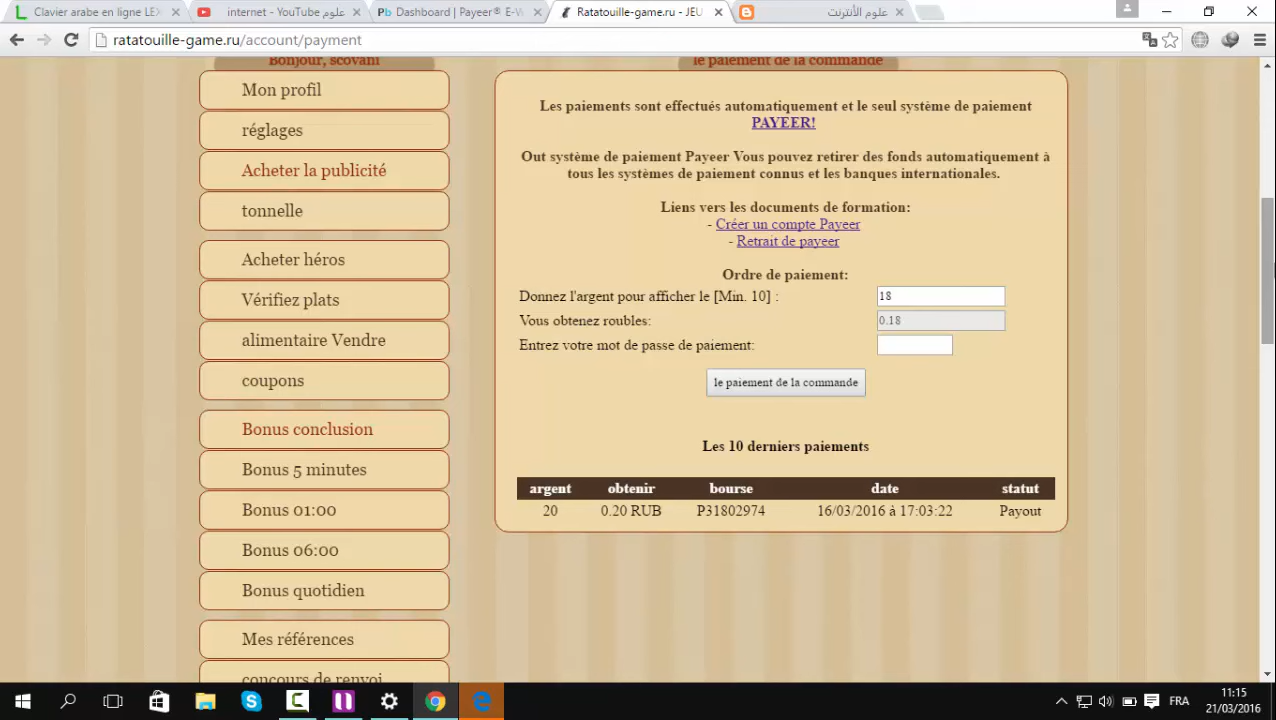 Clavier arabe en ligne LEX
internet - YouTube علوم
Dashboard | Payeer® E-W
Ratatouille-game.ru - JEU
علوم الأنترنت
ratatouille-game.ru/account/payment
Bonjour, scovani
Mon profil
réglages
Acheter la publicité
tonnelle
Acheter héros
Vérifiez plats
alimentaire Vendre
coupons
Bonus conclusion
Bonus 5 minutes
Bonus 01:00
Bonus 06:00
Bonus quotidien
Mes références
concours de renvoi
le paiement de la commande
Les paiements sont effectués automatiquement et le seul système de paiement
PAYEER!
Out système de paiement Payeer Vous pouvez retirer des fonds automatiquement à
tous les systèmes de paiement connus et les banques internationales.
Liens vers les documents de formation:
- Créer un compte Payeer
- Retrait de payeer
Ordre de paiement:
Donnez l'argent pour afficher le [Min. 10] : 18
Vous obtenez roubles: 0.18
Entrez votre mot de passe de paiement:
le paiement de la commande
Les 10 derniers paiements
argent obtenir bourse date statut
20 0.20 RUB P31802974 16/03/2016 à 17:03:22 Payout
FRA
11:15
21/03/2016